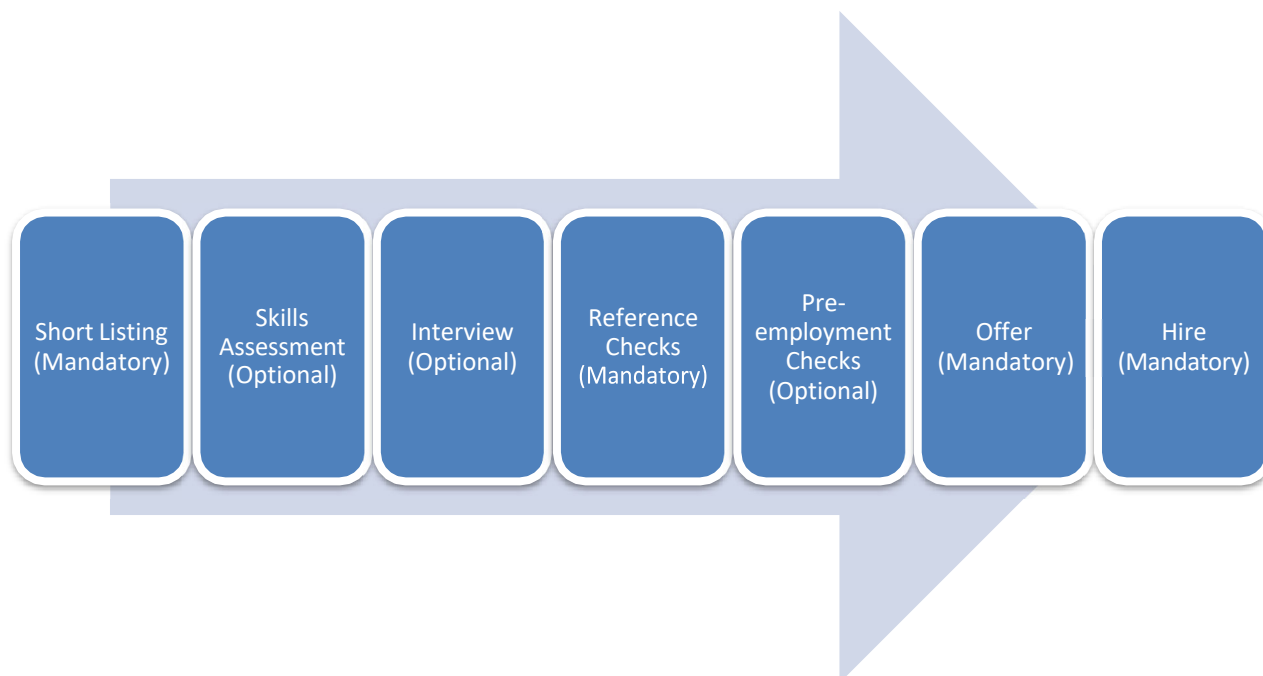 Short Listing
(Mandatory)
Skills
Assessment
(Optional)
Interview
(Optional)
Reference
Checks
(Mandatory)
Pre-
employment
Checks
(Optional)
Offer
(Mandatory)
Hire
(Mandatory)